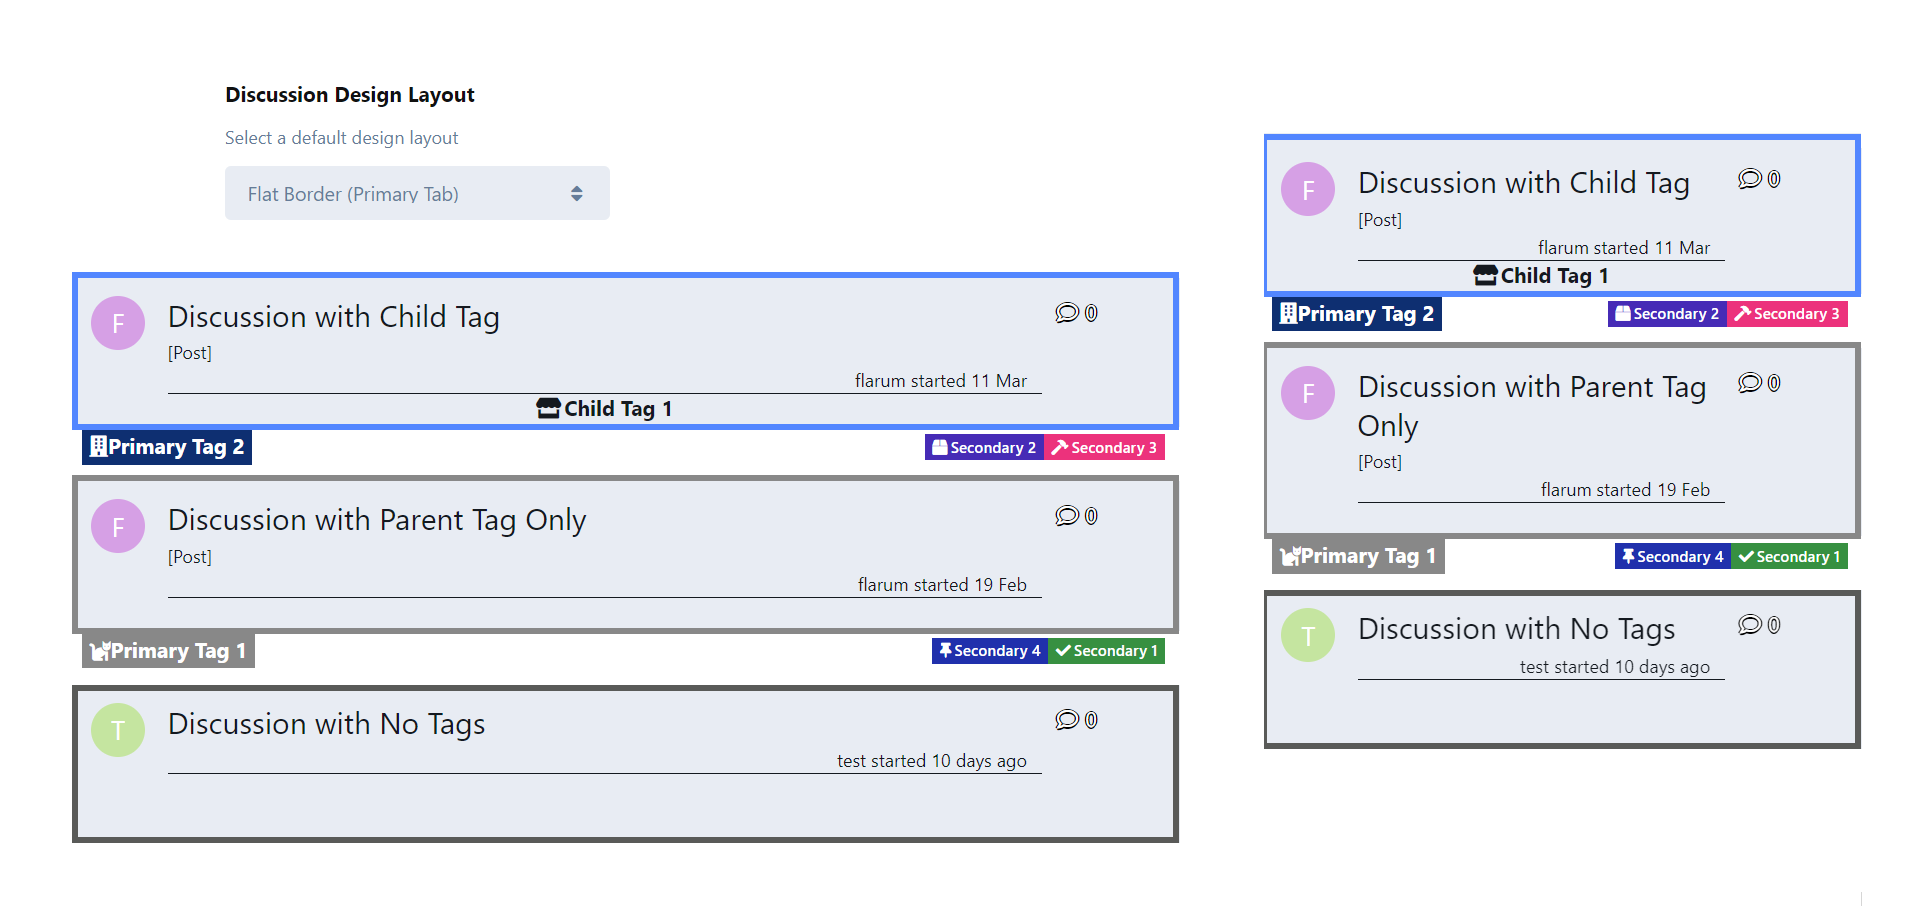 Discussion Design Layout
Select a default design layout
Flat Border (Primary Tab)
F
Discussion with Child Tag
0
[Post]
flarum started 11 Mar
Child Tag 1
Primary Tag 2
Secondary 2 Secondary 3
F
Discussion with Parent Tag Only
0
[Post]
flarum started 19 Feb
Primary Tag 1
Secondary 4 Secondary 1
T
Discussion with No Tags
0
test started 10 days ago
F
Discussion with Child Tag
0
[Post]
flarum started 11 Mar
Child Tag 1
Primary Tag 2
Secondary 2 Secondary 3
F
Discussion with Parent Tag
Only
0
[Post]
flarum started 19 Feb
Primary Tag 1
Secondary 4 Secondary 1
T
Discussion with No Tags
0
test started 10 days ago